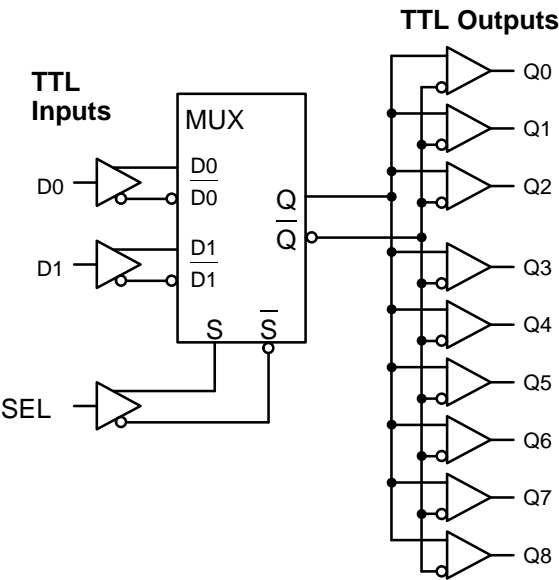 TTL Outputs
TTL
Inputs
MUX
D0
D0
D0
D1
D1
D1
Q
Q
S
S
SEL
Q0
Q1
Q2
Q3
Q4
Q5
Q6
Q7
Q8